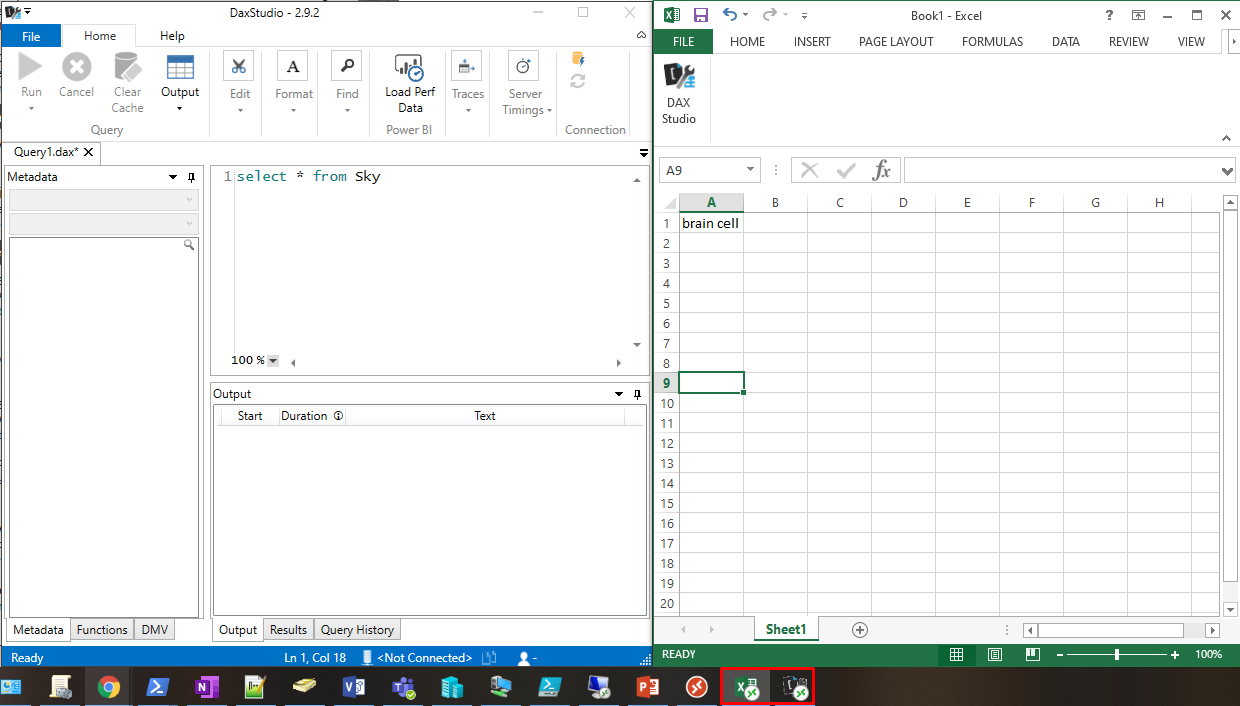 DaxStudio - 2.9.2
File Home Help
Run Cancel Clear Cache Output Edit Format Find Load Perf Data Traces Server Timings
Query Power BI Connection
Query1.dax*
Metadata
1 select * from Sky
100 %
Output
Start Duration Text
Metadata Functions DMV
Output Results Query History
Ready Ln 1, Col 18 <Not Connected> -
Book1 - Excel ?
FILE HOME INSERT PAGE LAYOUT FORMULAS DATA REVIEW VIEW
DAX
Studio
A9 fx
A B C D E F G H
1 brain cell
2
3
4
5
6
7
8
9
10
11
12
13
14
15
16
17
18
19
20
Sheet1
READY 100%